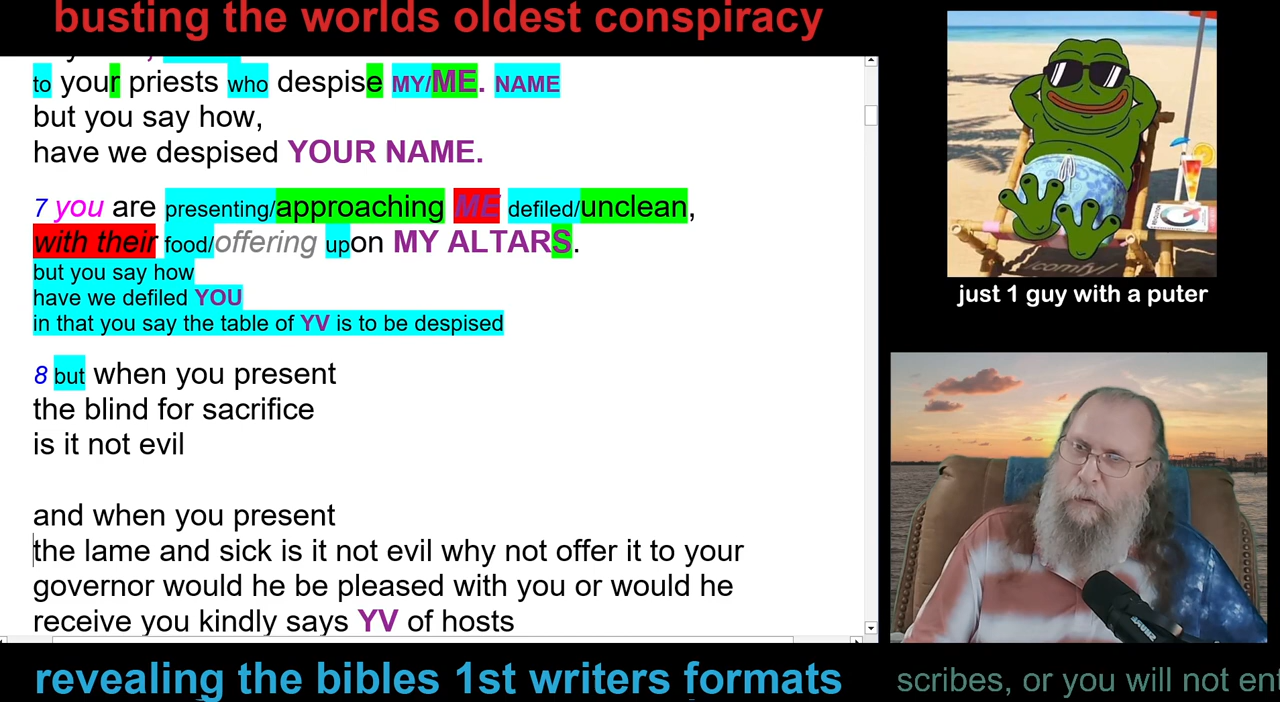 busting the worlds oldest conspiracy
to your priests who despise MY/ME. NAME
but you say how,
have we despised YOUR NAME.
7 you are presenting/approaching ME defiled/unclean,
with their food/offering upon MY ALTARS.
but you say how
have we defiled YOU
in that you say the table of YV is to be despised
8 but when you present
the blind for sacrifice
is it not evil
and when you present
the lame and sick is it not evil why not offer it to your
governor would he be pleased with you or would he
receive you kindly says YV of hosts
comfy!
just 1 guy with a puter
revealing the bibles 1st writers formats
scribes, or you will not ent